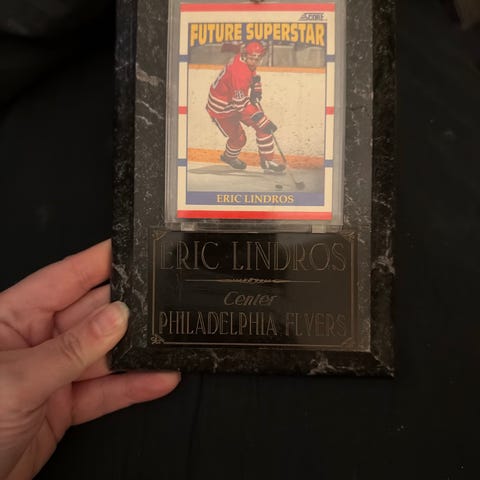 SCORE
FUTURE SUPERSTAR
ERIC LINDROS
ERIC LINDROS
Center
PHILADELPHIA FLYERS